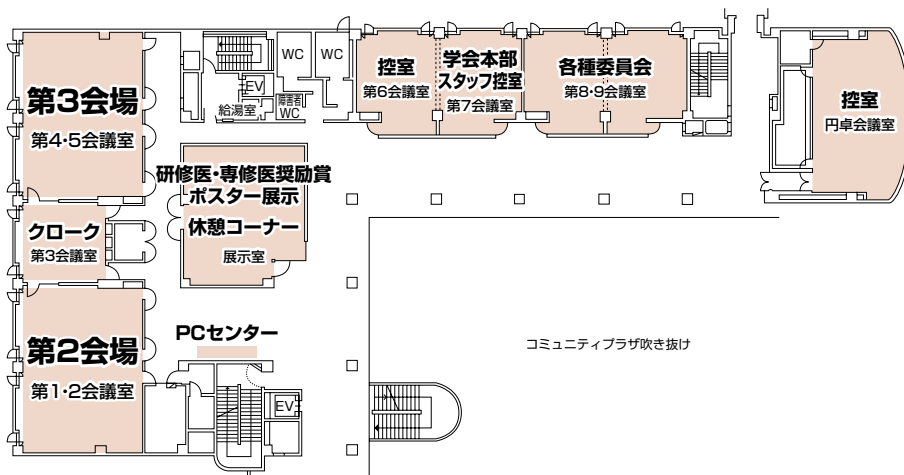 第3会場
第4・5会議室
WC
WC
EV
給湯室
障害者
WC
控室
第6会議室
学会本部
スタッフ控室
第7会議室
各種委員会
第8・9会議室
控室
円卓会議室
研修医・専修医奨励賞
ポスター展示
休憩コーナー
展示室
クローク
第3会議室
第2会場
第1・2会議室
PCセンター
EV
コミュニティプラザ吹き抜け